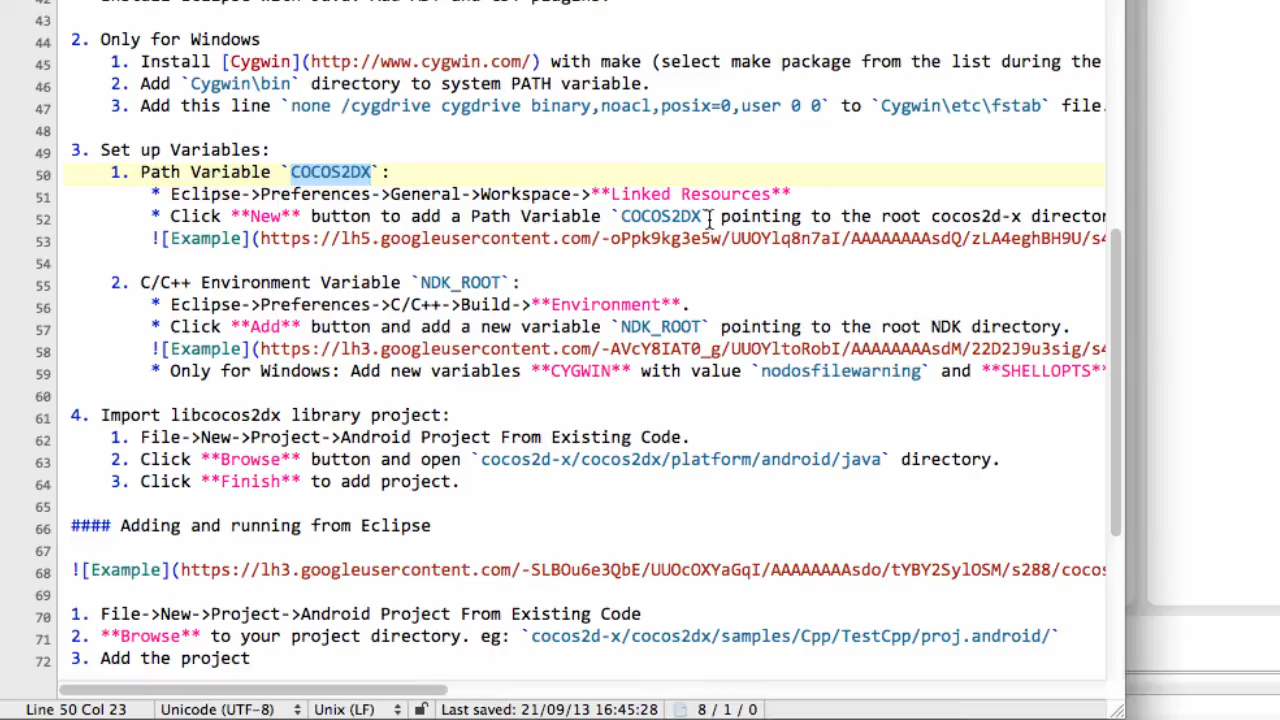 43
44 2. Only for Windows
45 1. Install [Cygwin](http://www.cygwin.com/) with make (select make package from the list during the
46 2. Add `Cygwin\bin` directory to system PATH variable.
47 3. Add this line `none /cygdrive cygdrive binary,noacl,posix=0,user 0 0` to `Cygwin\etc\fstab` file.
48
49 3. Set up Variables:
50 1. Path Variable `COCOS2DX`:
51 * Eclipse->Preferences->General->Workspace->**Linked Resources**
52 * Click **New** button to add a Path Variable `COCOS2DX` pointing to the root cocos2d-x director
53 ![Example](https://lh5.googleusercontent.com/-oPpk9kg3e5w/UUOYlq8n7aI/AAAAAAAAsdQ/zLA4eghBH9U/s4
54
55 2. C/C++ Environment Variable `NDK_ROOT`:
56 * Eclipse->Preferences->C/C++->Build->**Environment**.
57 * Click **Add** button and add a new variable `NDK_ROOT` pointing to the root NDK directory.
58 ![Example](https://lh3.googleusercontent.com/-AVcY8IAT0_g/UUOYltoRobI/AAAAAAAAsdM/22D2J9u3sig/s4
59 * Only for Windows: Add new variables **CYGWIN** with value `nodosfilewarning` and **SHELLOPTS**
60
61 4. Import libcocos2dx library project:
62 1. File->New->Project->Android Project From Existing Code.
63 2. Click **Browse** button and open `cocos2d-x/cocos2dx/platform/android/java` directory.
64 3. Click **Finish** to add project.
65
66 #### Adding and running from Eclipse
67
68 ![Example](https://lh3.googleusercontent.com/-SLBOu6e3QbE/UUOcOXYaGqI/AAAAAAAAsdo/tYBY2SylOSM/s288/cocos
69
70 1. File->New->Project->Android Project From Existing Code
71 2. **Browse** to your project directory. eg: `cocos2d-x/cocos2dx/samples/Cpp/TestCpp/proj.android/`
72 3. Add the project
Line 50 Col 23 Unicode (UTF-8) Unix (LF) Last saved: 21/09/13 16:45:28 8 / 1 / 0